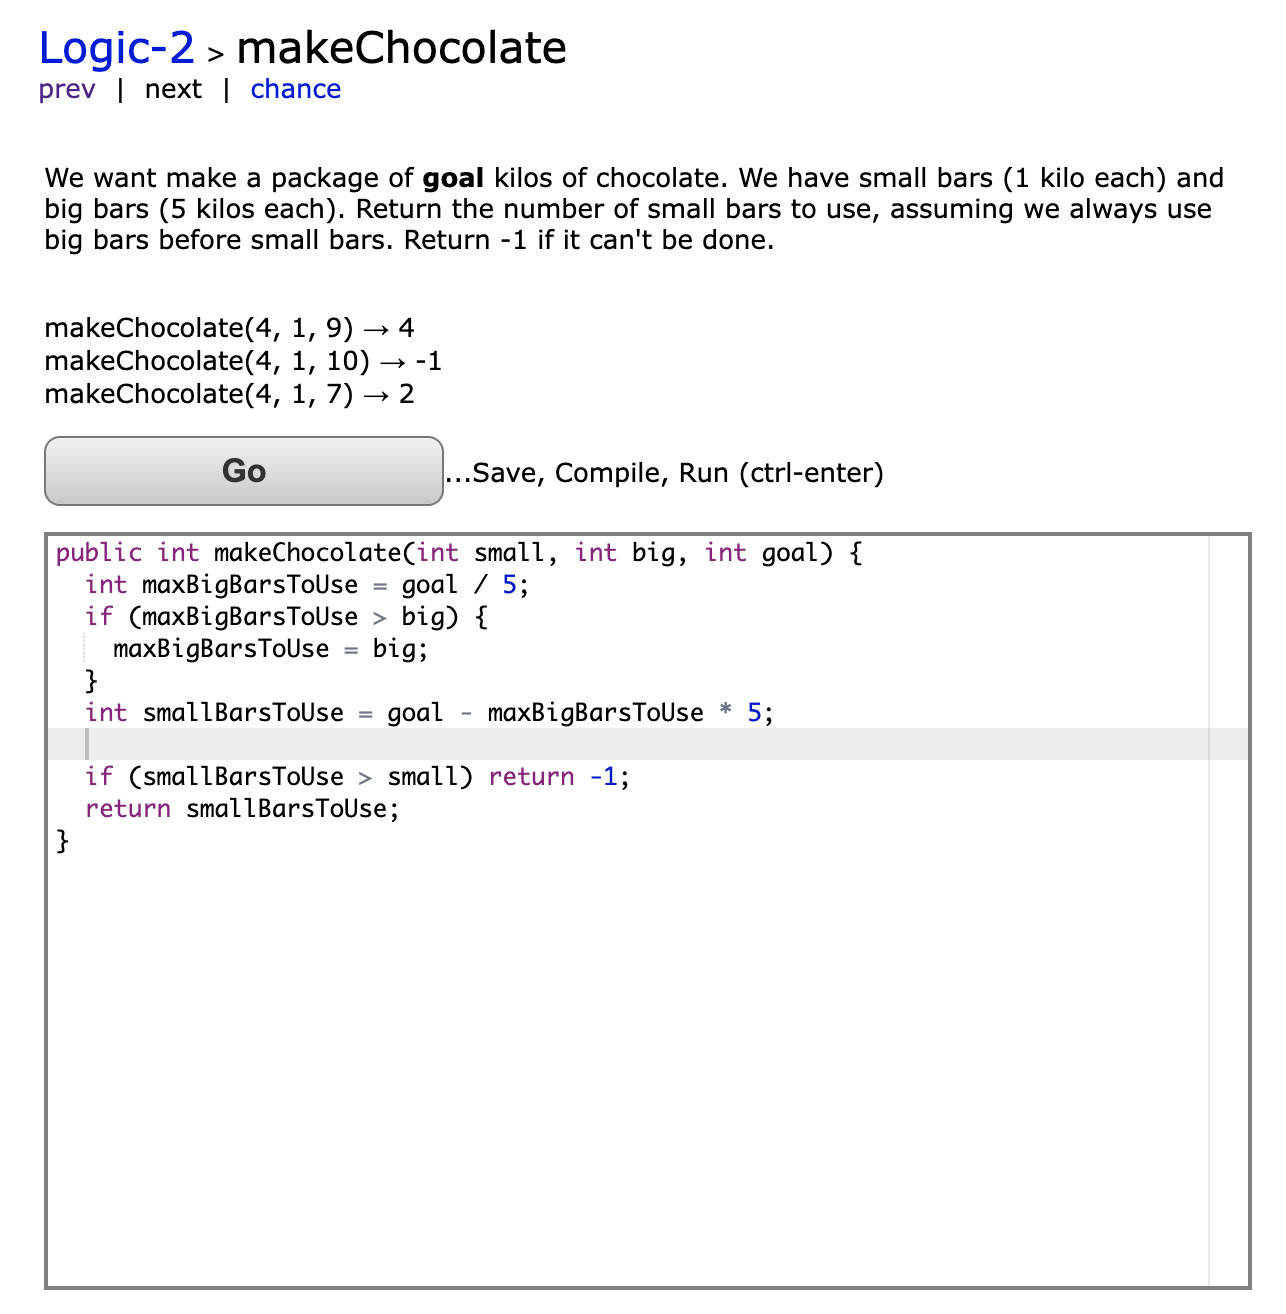 Logic-2 > makeChocolate
prev | next | chance
We want make a package of goal kilos of chocolate. We have small bars (1 kilo each) and
big bars (5 kilos each). Return the number of small bars to use, assuming we always use
big bars before small bars. Return -1 if it can't be done.
makeChocolate(4, 1, 9) → 4
makeChocolate(4, 1, 10) → -1
makeChocolate(4, 1, 7) → 2
Go ...Save, Compile, Run (ctrl-enter)
public int makeChocolate(int small, int big, int goal) {
  int maxBigBarsToUse = goal / 5;
  if (maxBigBarsToUse > big) {
    maxBigBarsToUse = big;
  }
  int smallBarsToUse = goal - maxBigBarsToUse * 5;
  if (smallBarsToUse > small) return -1;
  return smallBarsToUse;
}